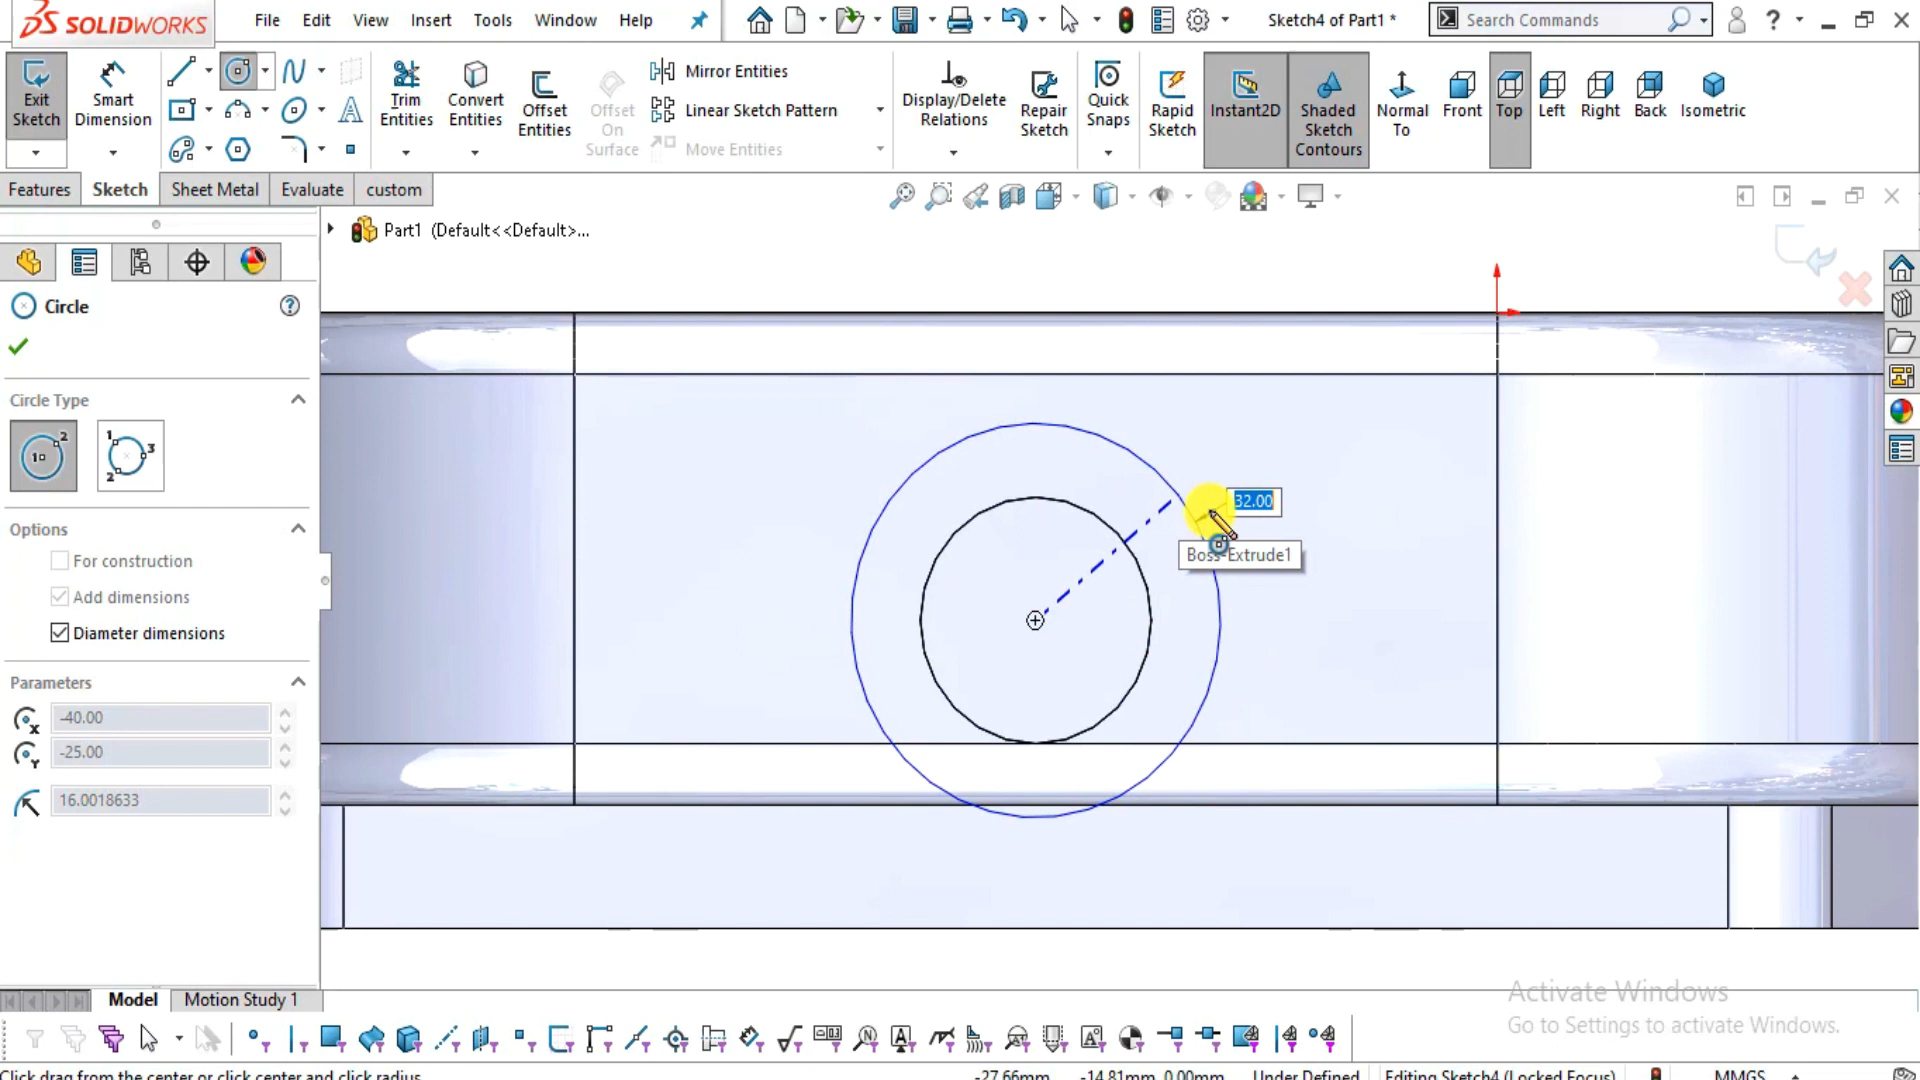 SOLIDWORKS File Edit View Insert Tools Window Help Sketch4 of Part1 * Search Commands ?
Exit Sketch
Smart Dimension
Trim Entities
Convert Entities
Offset Entities
Offset On Surface
Mirror Entities
Linear Sketch Pattern
Move Entities
Display/Delete Relations
Repair Sketch
Quick Snaps
Rapid Sketch
Instant2D
Shaded Sketch Contours
Normal To
Front
Top
Left
Right
Back
Isometric
Features Sketch Sheet Metal Evaluate custom
Part1 (Default<<Default>...
Circle
Circle Type
Options
For construction
Add dimensions
Diameter dimensions
Parameters
-40.00
-25.00
16.0018633
32.00
Boss-Extrude1
Activate Windows
Go to Settings to activate Windows.
Model Motion Study 1
Click drag from the center or click center and click radius.
-27.66mm -14.81mm 0.00mm Under Defined Editing Sketch4 (Locked Focus) MMGS